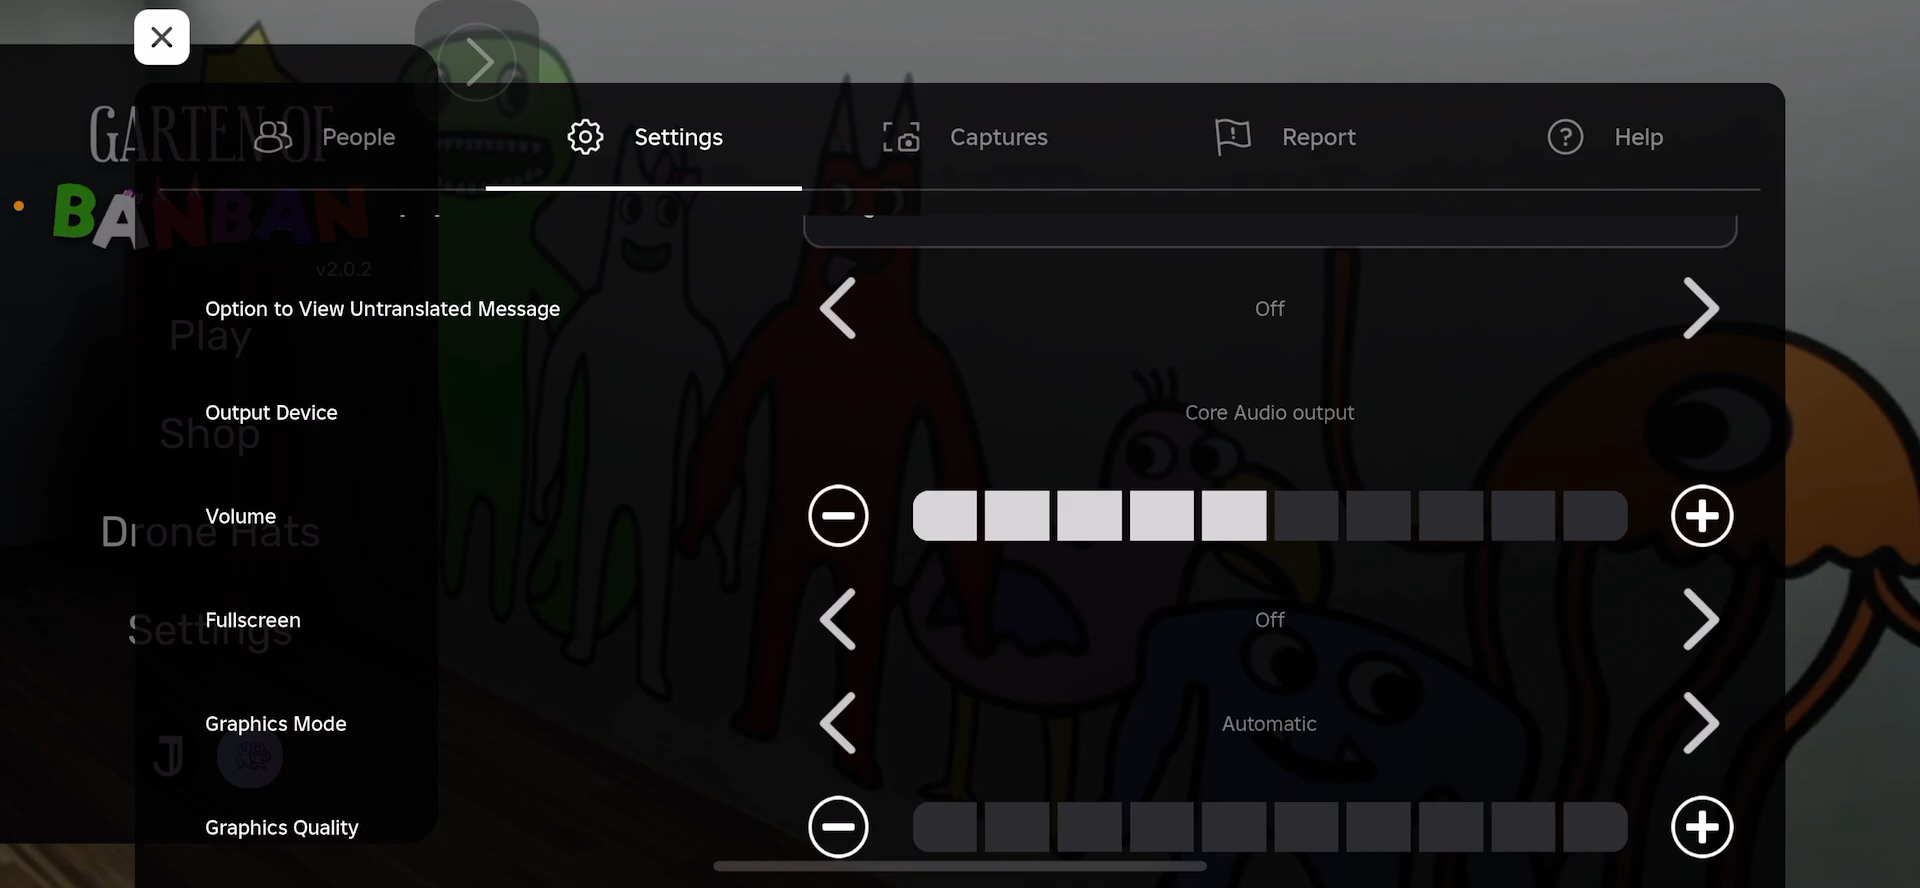 People
Settings
Captures
Report
Help
GARTEN OF
BANBAN
v2.0.2
Option to View Untranslated Message
Off
Play
Output Device
Core Audio output
Shop
Volume
Drone Hats
Fullscreen
Off
Settings
Graphics Mode
Automatic
Graphics Quality